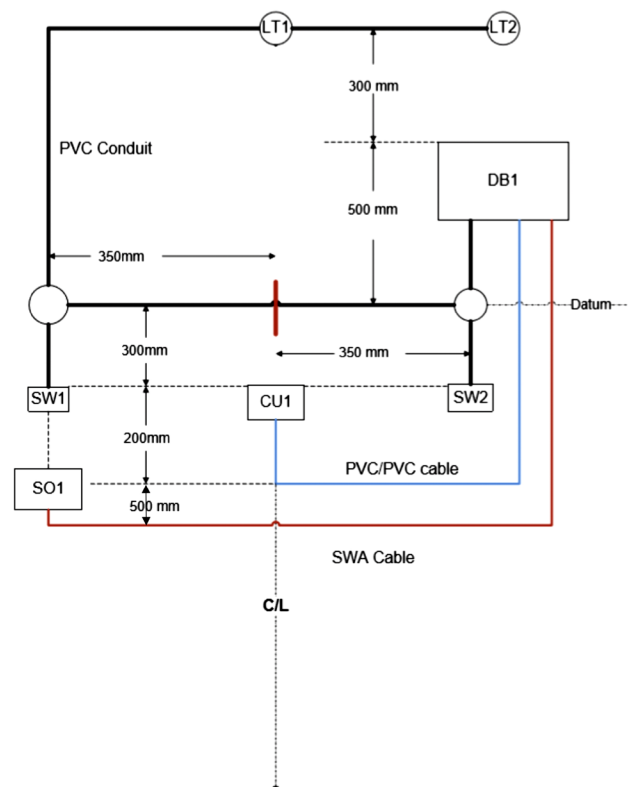 LT1
LT2
300 mm
PVC Conduit
DB1
500 mm
350mm
Datum
300mm
350 mm
SW1
CU1
SW2
200mm
PVC/PVC cable
SO1
500 mm
SWA Cable
C/L